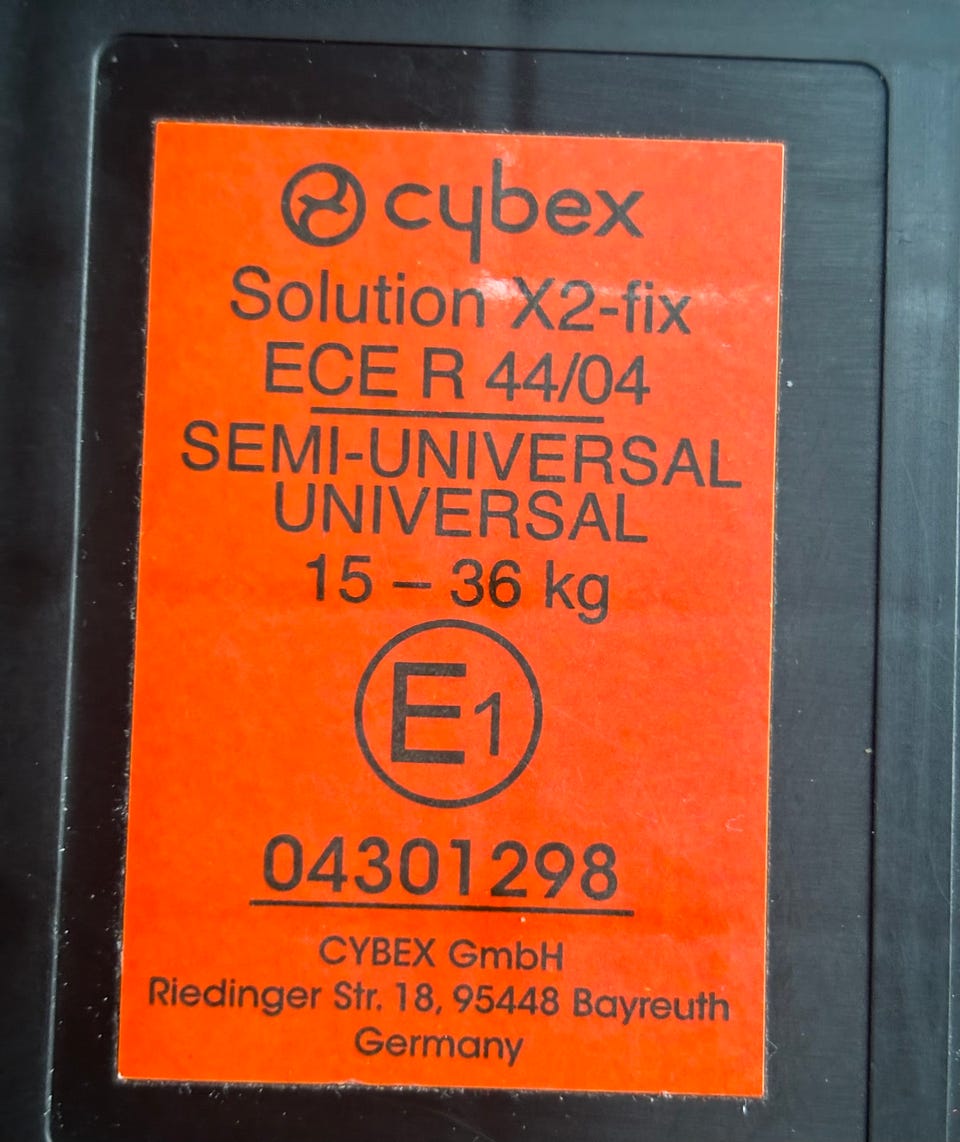 cybex
Solution X2-fix
ECE R 44/04
SEMI-UNIVERSAL
UNIVERSAL
15 – 36 kg
E1
04301298
CYBEX GmbH
Riedinger Str. 18, 95448 Bayreuth
Germany